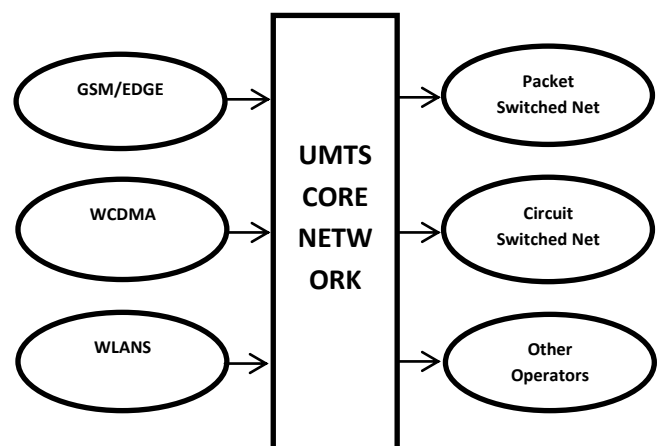 GSM/EDGE
WCDMA
WLANS
UMTS
CORE
NETW
ORK
Packet
Switched Net
Circuit
Switched Net
Other
Operators